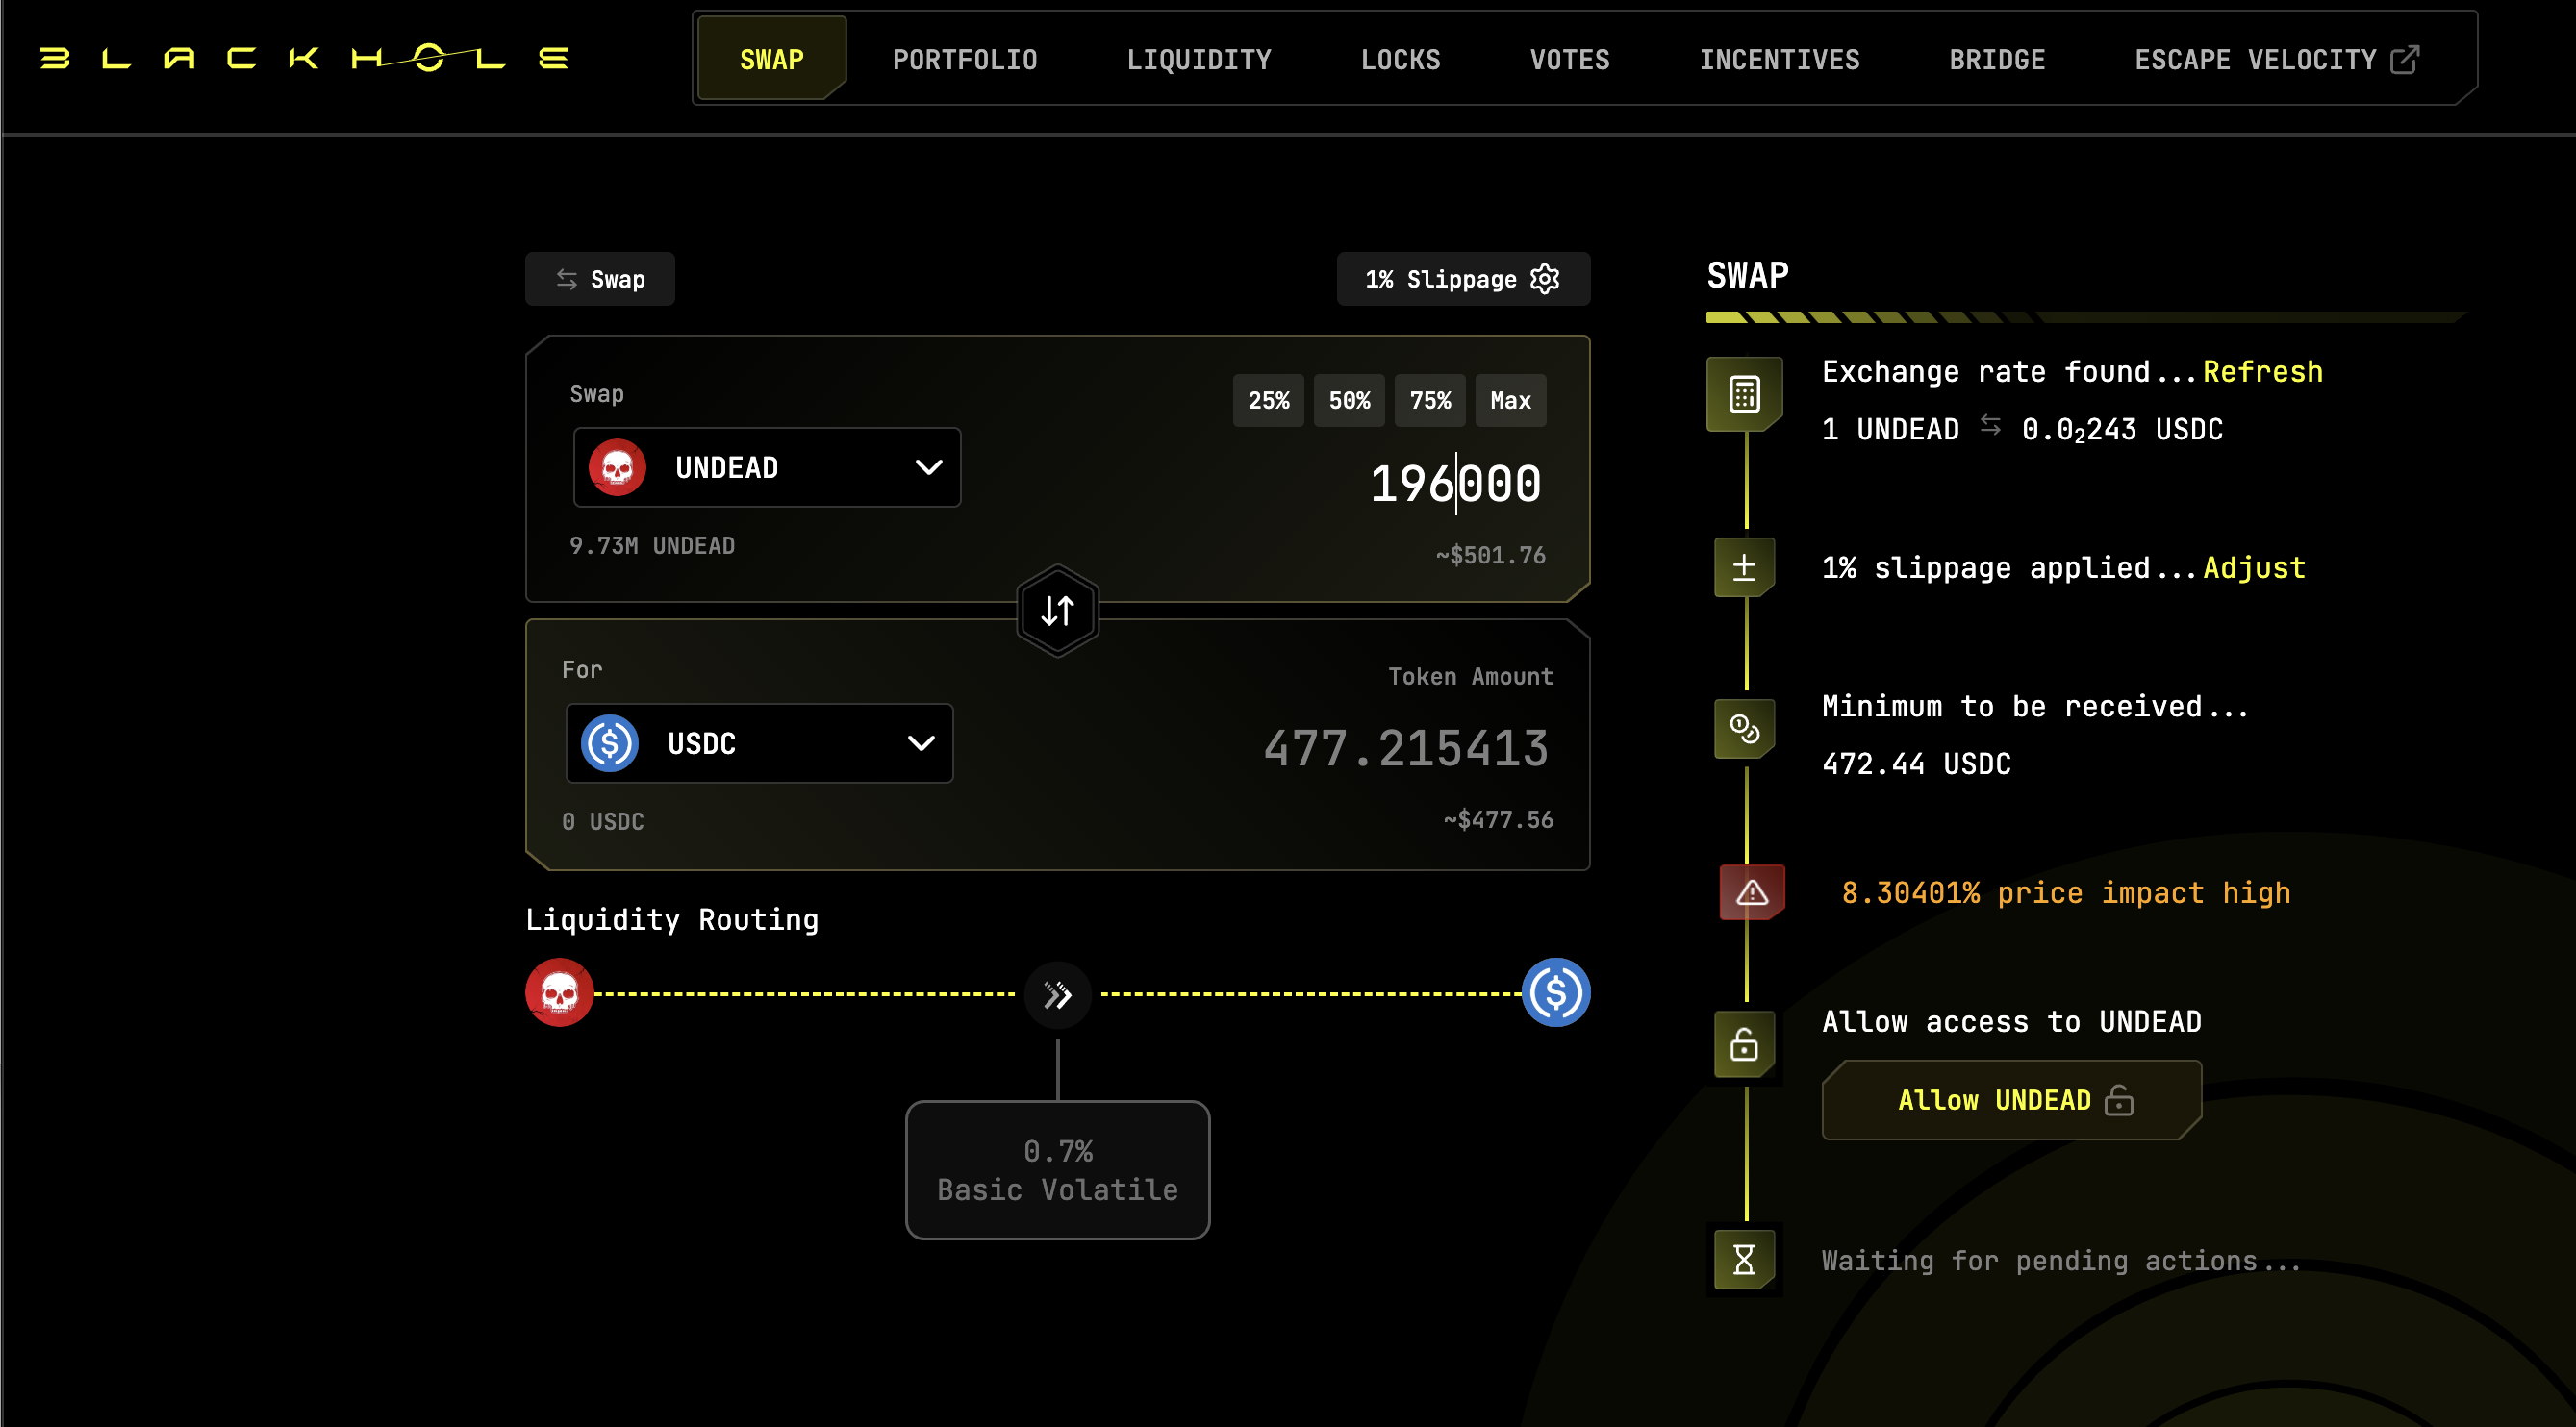 BLACKHOLE
SWAP PORTFOLIO LIQUIDITY LOCKS VOTES INCENTIVES BRIDGE ESCAPE VELOCITY
Swap
1% Slippage
Swap
25% 50% 75% Max
UNDEAD
196000
9.73M UNDEAD
~$501.76
For
Token Amount
USDC
477.215413
0 USDC
~$477.56
Liquidity Routing
0.7%
Basic Volatile
SWAP
Exchange rate found...Refresh
1 UNDEAD ⇆ 0.0₂243 USDC
1% slippage applied...Adjust
Minimum to be received...
472.44 USDC
8.30401% price impact high
Allow access to UNDEAD
Allow UNDEAD
Waiting for pending actions...